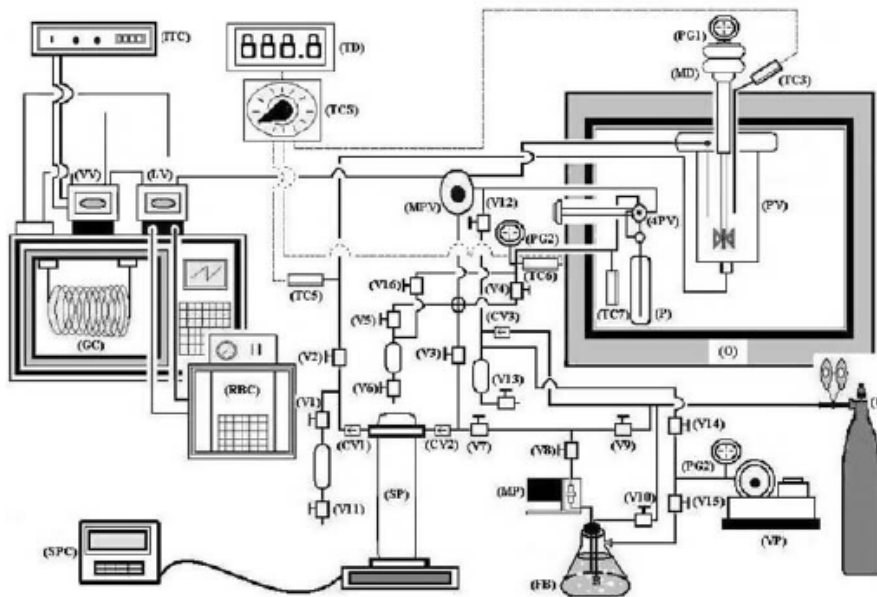 (ITC)
(TD)
888.8
(PG1)
(MD)
(TC3)
(TCS)
(VV)
(LV)
(MPV)
(V12)
(4PV)
(PV)
(PG2)
(TC6)
(TC5)
(V16)
(V4)
(TC7)
(P)
(GC)
(V5)
(CV3)
(O)
(V2)
(V3)
(RBC)
(V6)
(V13)
(V1)
(V14)
(CV1)
(CV2)
(V7)
(V9)
(V8)
(PG2)
(SP)
(MP)
(V10)
(V15)
(V11)
(SPC)
(VP)
(FB)